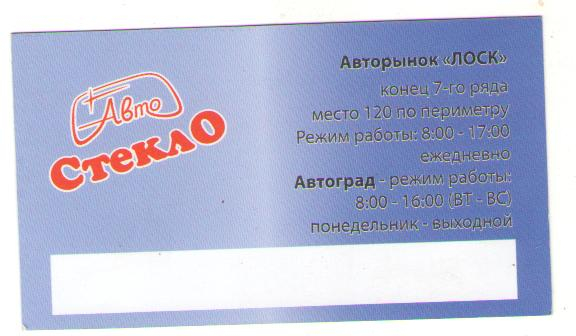 Авто
Стекло
Авторынок «ЛОСК»
конец 7-го ряда
место 120 по периметру
Режим работы: 8:00 - 17:00
ежедневно
Автоград - режим работы:
8:00 - 16:00 (ВТ - ВС)
понедельник - выходной